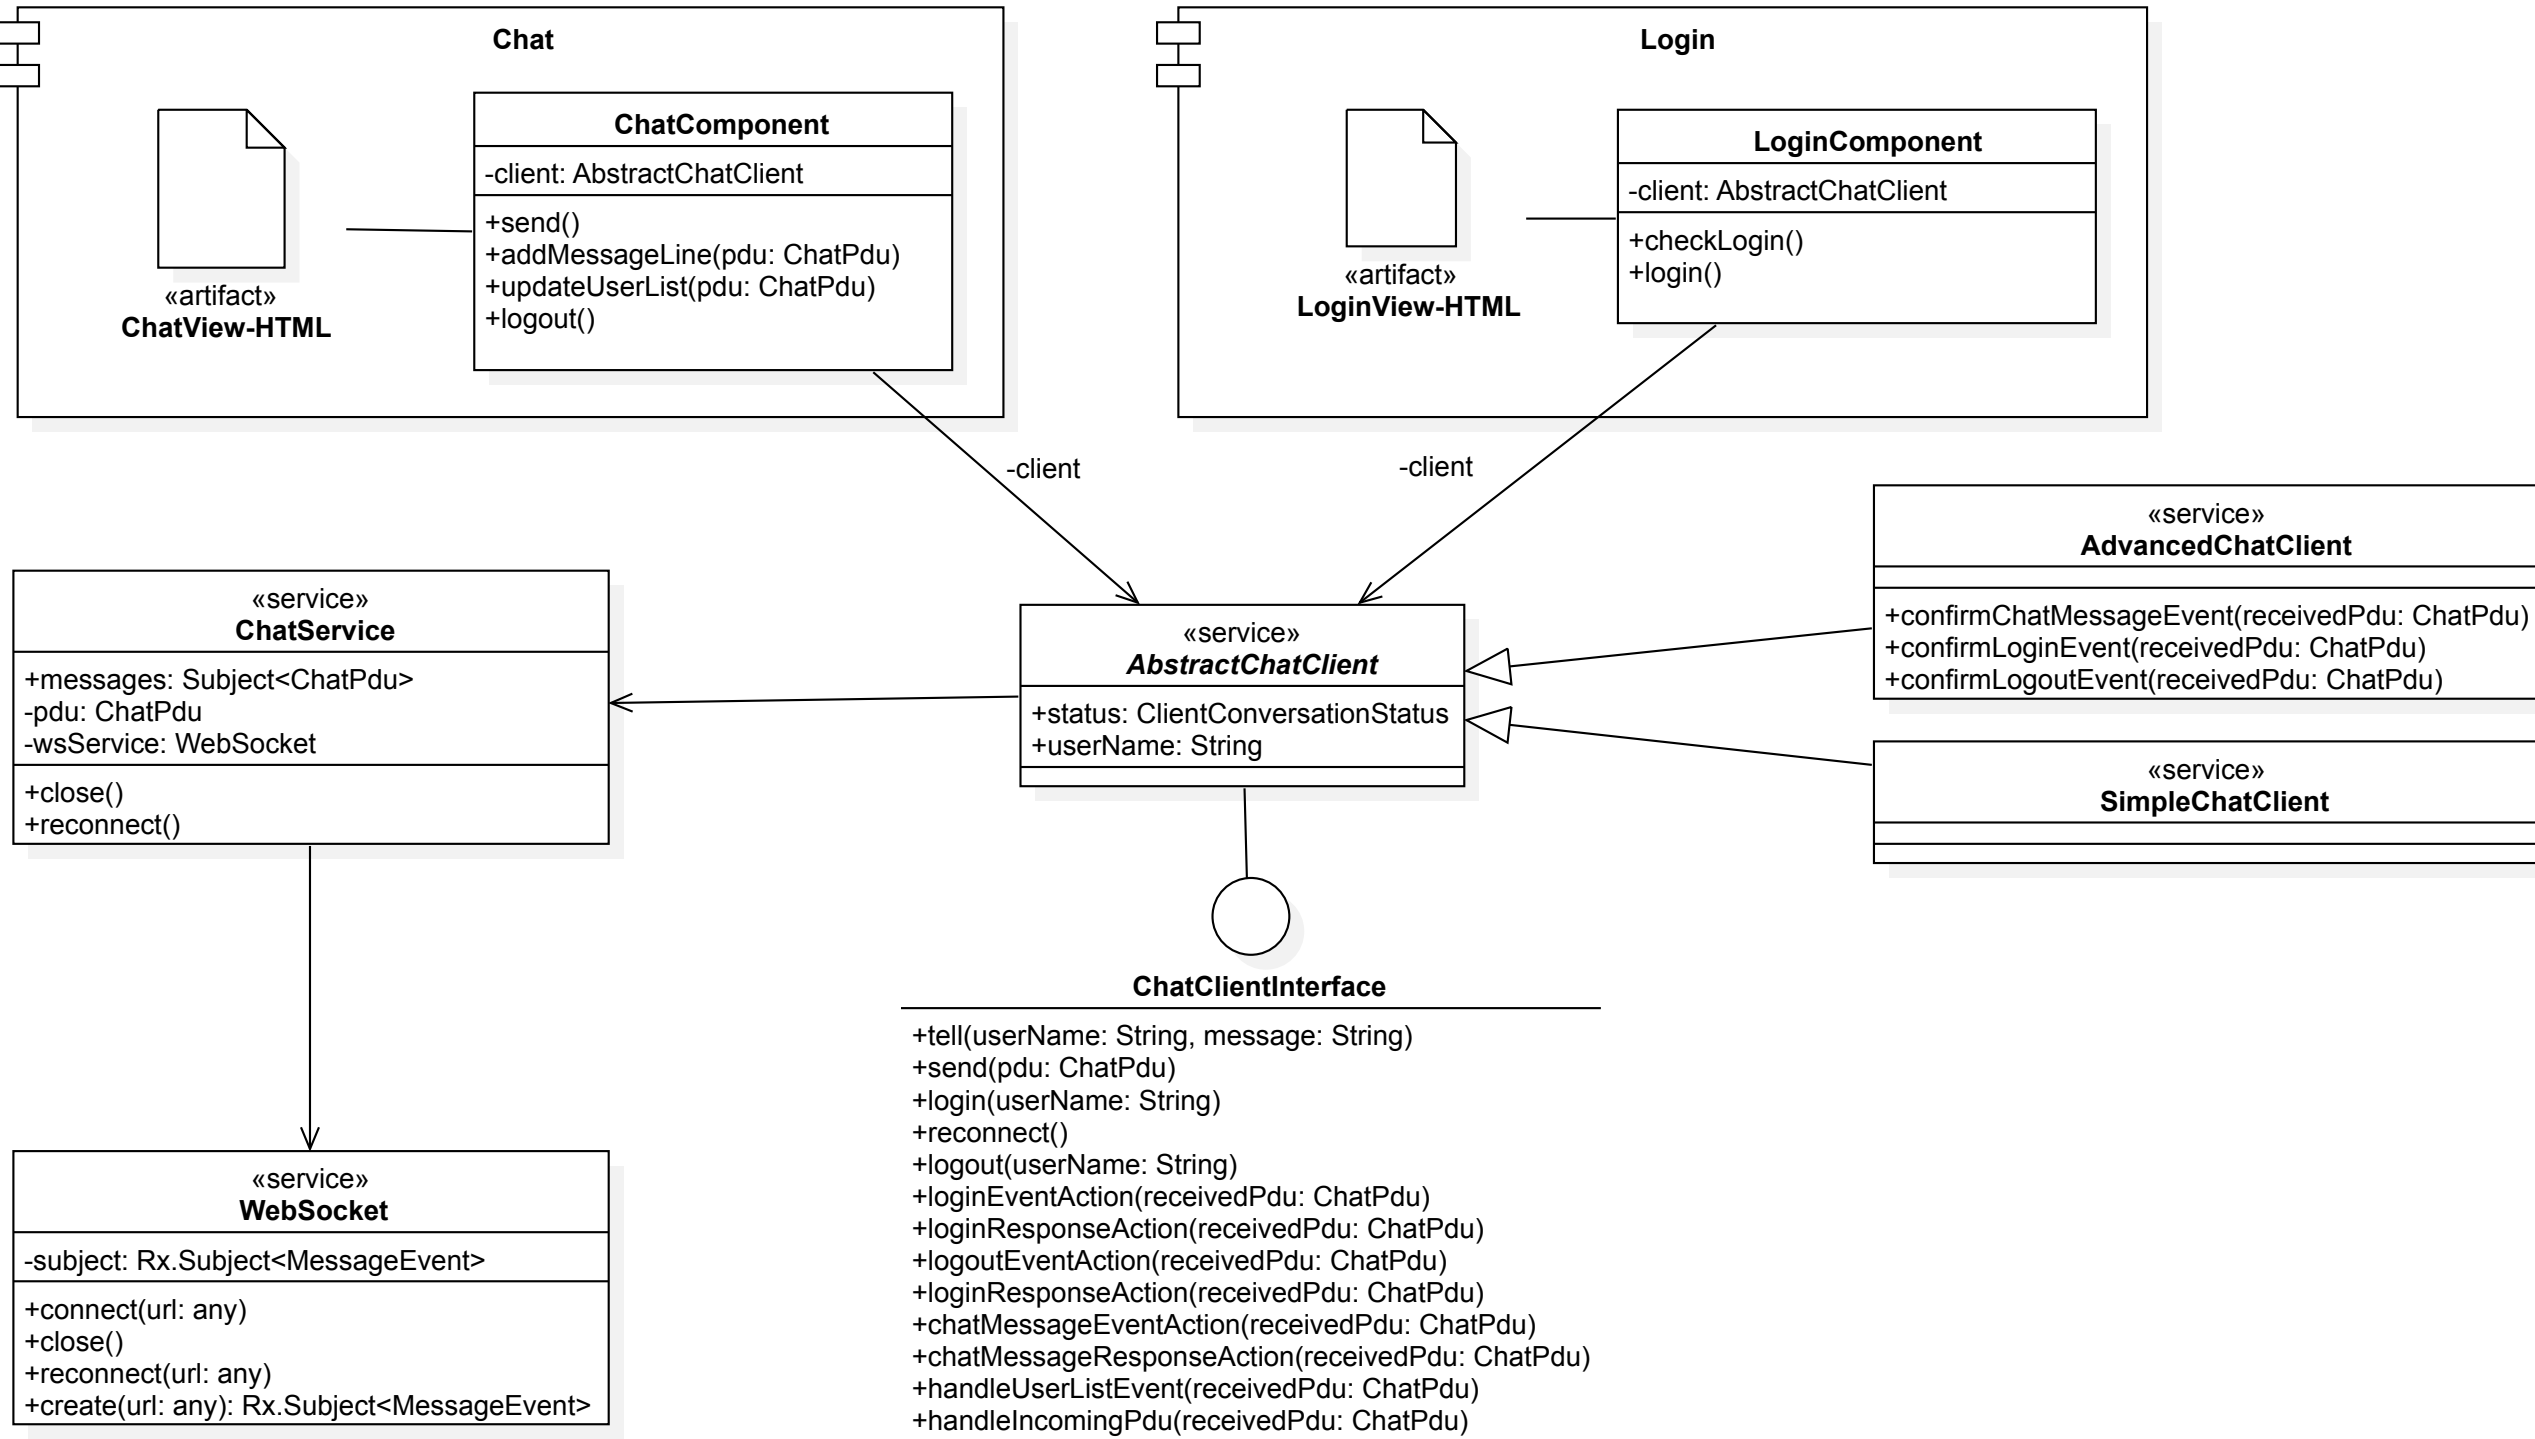 Chat
ChatComponent
-client: AbstractChatClient
+send()
+addMessageLine(pdu: ChatPdu)
+updateUserList(pdu: ChatPdu)
+logout()
«artifact»
ChatView-HTML
Login
LoginComponent
-client: AbstractChatClient
+checkLogin()
+login()
«artifact»
LoginView-HTML
-client
-client
«service»
ChatService
+messages: Subject<ChatPdu>
-pdu: ChatPdu
-wsService: WebSocket
+close()
+reconnect()
«service»
AbstractChatClient
+status: ClientConversationStatus
+userName: String
«service»
AdvancedChatClient
+confirmChatMessageEvent(receivedPdu: ChatPdu)
+confirmLoginEvent(receivedPdu: ChatPdu)
+confirmLogoutEvent(receivedPdu: ChatPdu)
«service»
SimpleChatClient
«service»
WebSocket
-subject: Rx.Subject<MessageEvent>
+connect(url: any)
+close()
+reconnect(url: any)
+create(url: any): Rx.Subject<MessageEvent>
ChatClientInterface
+tell(userName: String, message: String)
+send(pdu: ChatPdu)
+login(userName: String)
+reconnect()
+logout(userName: String)
+loginEventAction(receivedPdu: ChatPdu)
+loginResponseAction(receivedPdu: ChatPdu)
+logoutEventAction(receivedPdu: ChatPdu)
+loginResponseAction(receivedPdu: ChatPdu)
+chatMessageEventAction(receivedPdu: ChatPdu)
+chatMessageResponseAction(receivedPdu: ChatPdu)
+handleUserListEvent(receivedPdu: ChatPdu)
+handleIncomingPdu(receivedPdu: ChatPdu)